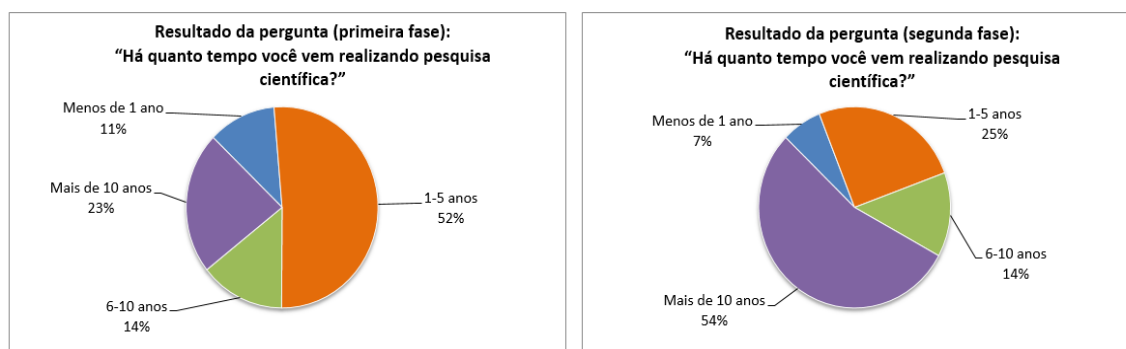 Resultado da pergunta (primeira fase):
“Há quanto tempo você vem realizando pesquisa
científica?”
Menos de 1 ano
11%
Mais de 10 anos
23%
1-5 anos
52%
6-10 anos
14%
Resultado da pergunta (segunda fase):
“Há quanto tempo você vem realizando pesquisa
científica?”
Menos de 1 ano
7%
1-5 anos
25%
6-10 anos
14%
Mais de 10 anos
54%